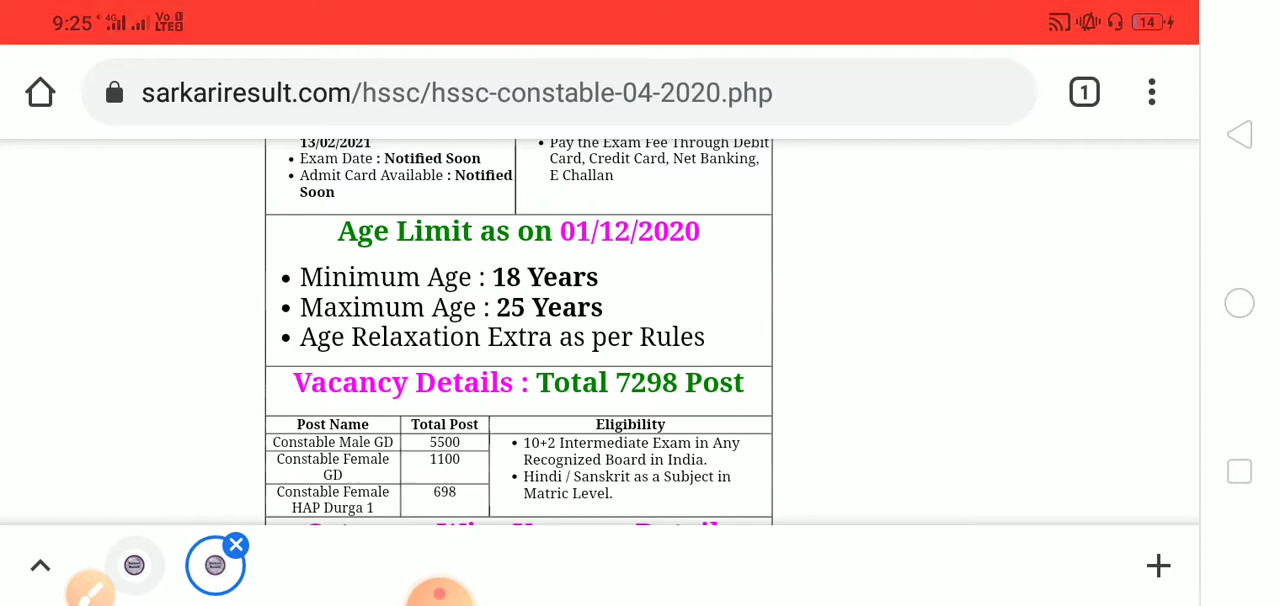 9:25 4G Vo 1 LTE 2 14
sarkariresult.com/hssc/hssc-constable-04-2020.php 1
13/02/2021
• Exam Date : Notified Soon
• Admit Card Available : Notified
Soon
• Pay the Exam Fee Through Debit
Card, Credit Card, Net Banking,
E Challan
Age Limit as on 01/12/2020
• Minimum Age : 18 Years
• Maximum Age : 25 Years
• Age Relaxation Extra as per Rules
Vacancy Details : Total 7298 Post
Post Name Total Post Eligibility
Constable Male GD 5500
Constable Female 1100
GD
Constable Female 698
HAP Durga 1
• 10+2 Intermediate Exam in Any
Recognized Board in India.
• Hindi / Sanskrit as a Subject in
Matric Level.